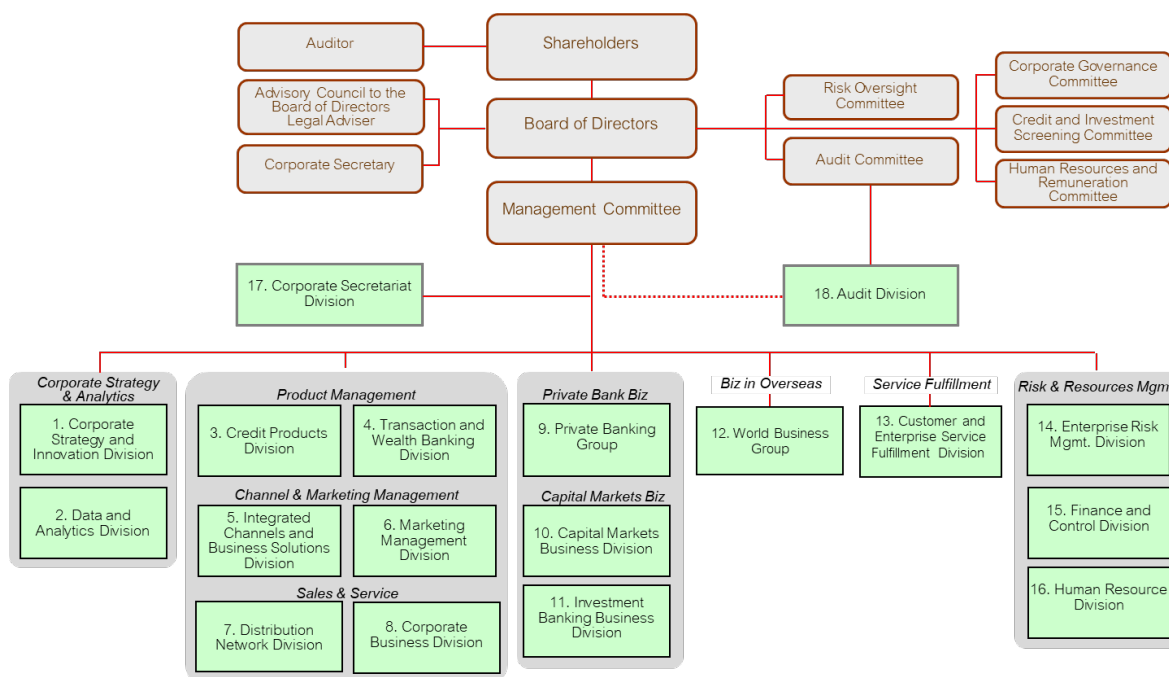 Auditor
Shareholders
Corporate Governance
Committee
Advisory Council to the
Board of Directors
Legal Adviser
Risk Oversight
Committee
Board of Directors
Credit and Investment
Screening Committee
Corporate Secretary
Audit Committee
Human Resources and
Remuneration
Committee
Management Committee
17. Corporate Secretariat
Division
18. Audit Division
Corporate Strategy
& Analytics
1. Corporate
Strategy and
Innovation Division
2. Data and
Analytics Division
Product Management
3. Credit Products
Division
4. Transaction and
Wealth Banking
Division
Channel & Marketing Management
5. Integrated
Channels and
Business Solutions
Division
6. Marketing
Management
Division
Sales & Service
7. Distribution
Network Division
8. Corporate
Business Division
Private Bank Biz
9. Private Banking
Group
Capital Markets Biz
10. Capital Markets
Business Division
11. Investment
Banking Business
Division
Biz in Overseas
12. World Business
Group
Service Fulfillment
13. Customer and
Enterprise Service
Fulfillment Division
Risk & Resources Mgm
14. Enterprise Risk
Mgmt. Division
15. Finance and
Control Division
16. Human Resource
Division